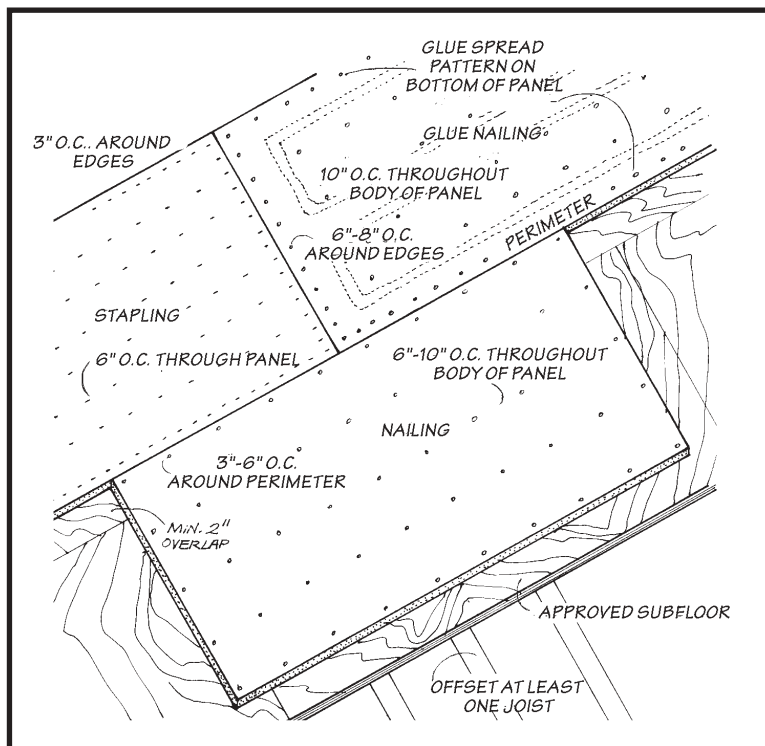 GLUE SPREAD
PATTERN ON
BOTTOM OF PANEL
3" O.C.. AROUND
EDGES
GLUE NAILING
10" O.C. THROUGHOUT
BODY OF PANEL
PERIMETER
6"-8" O.C.
AROUND EDGES
STAPLING
6" O.C. THROUGH PANEL
6"-10" O.C. THROUGHOUT
BODY OF PANEL
NAILING
3"-6" O.C.
AROUND PERIMETER
MIN. 2"
OVERLAP
APPROVED SUBFLOOR
OFFSET AT LEAST
ONE JOIST